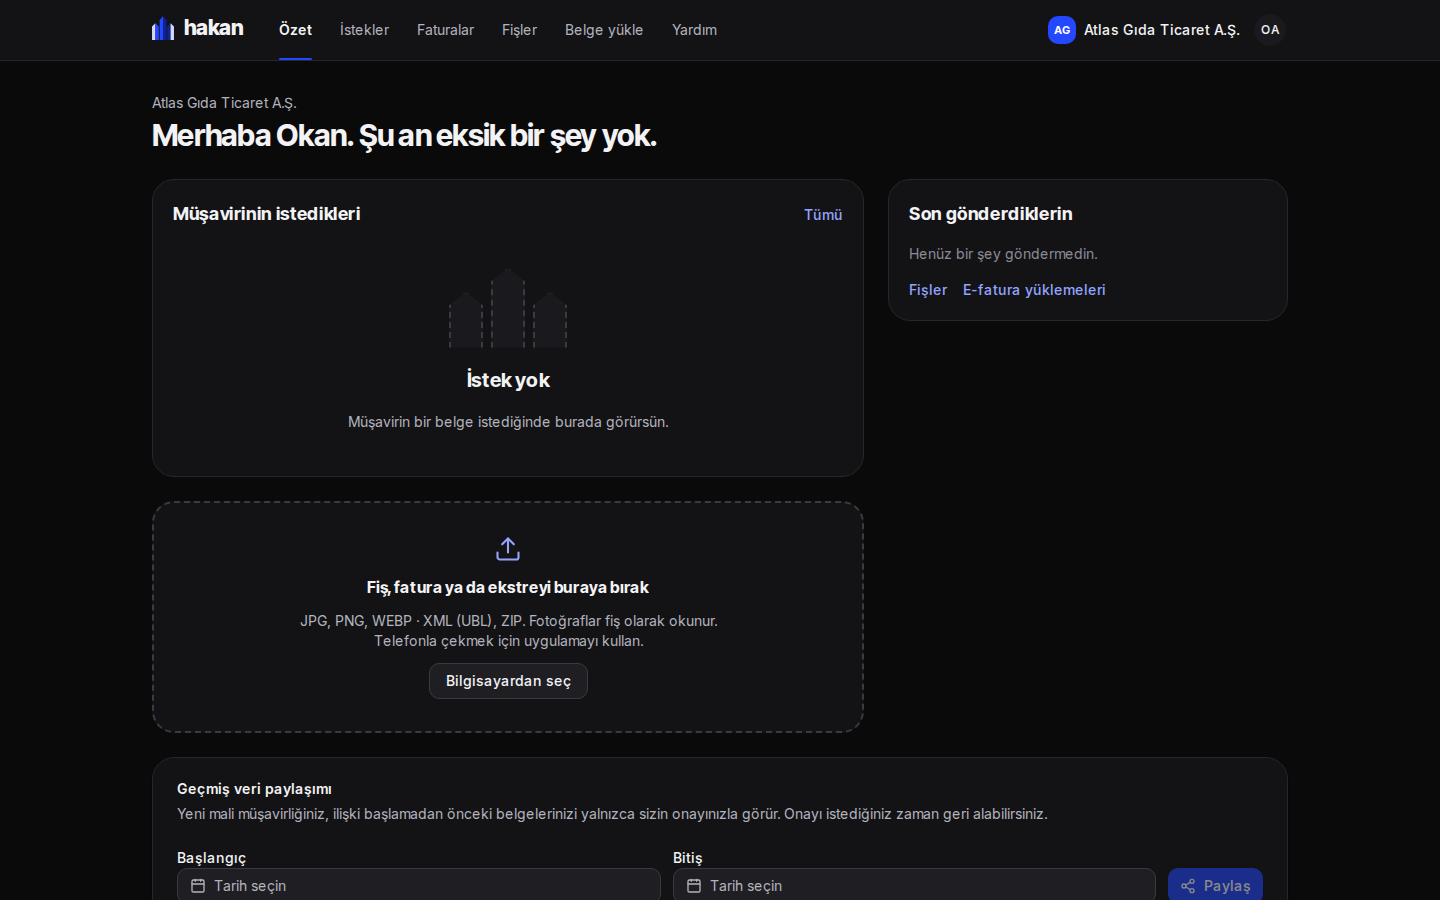 hakan
Özet
İstekler
Faturalar
Fişler
Belge yükle
Yardım
AG
Atlas Gıda Ticaret A.Ş.
OA
Atlas Gıda Ticaret A.Ş.
Merhaba Okan. Şu an eksik bir şey yok.
Müşavirinin istedikleri
Tümü
İstek yok
Müşavirin bir belge istediğinde burada görürsün.
Son gönderdiklerin
Henüz bir şey göndermedin.
Fişler
E-fatura yüklemeleri
Fiş, fatura ya da ekstreyi buraya bırak
JPG, PNG, WEBP · XML (UBL), ZIP. Fotoğraflar fiş olarak okunur.
Telefonla çekmek için uygulamayı kullan.
Bilgisayardan seç
Geçmiş veri paylaşımı
Yeni mali müşavirliğiniz, ilişki başlamadan önceki belgelerinizi yalnızca sizin onayınızla görür. Onayı istediğiniz zaman geri alabilirsiniz.
Başlangıç
Tarih seçin
Bitiş
Tarih seçin
Paylaş